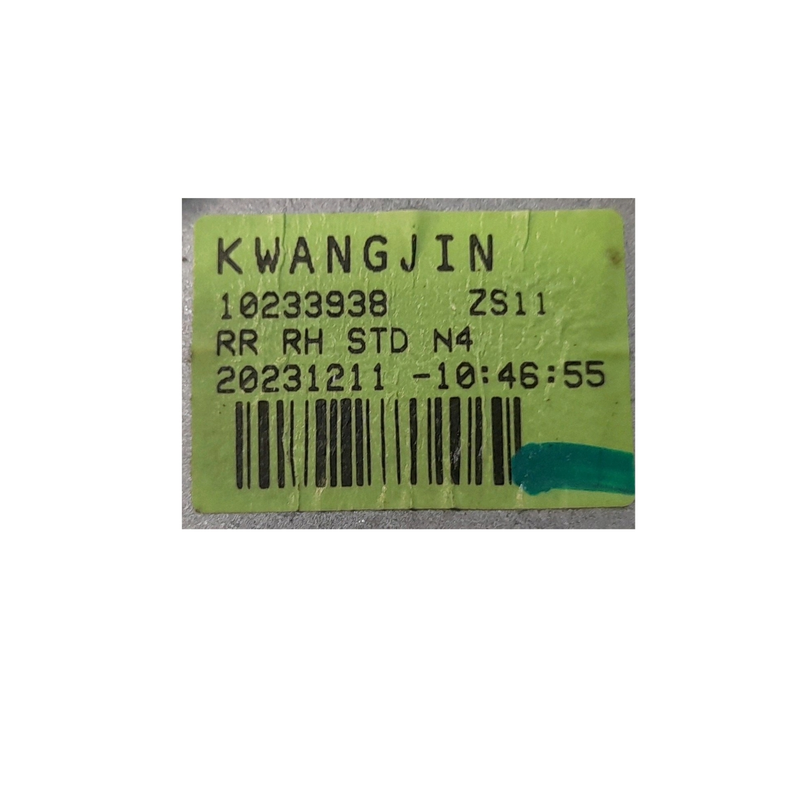 KWANGJIN
10233938 ZS11
RR RH STD N4
20231211 -10:46:55